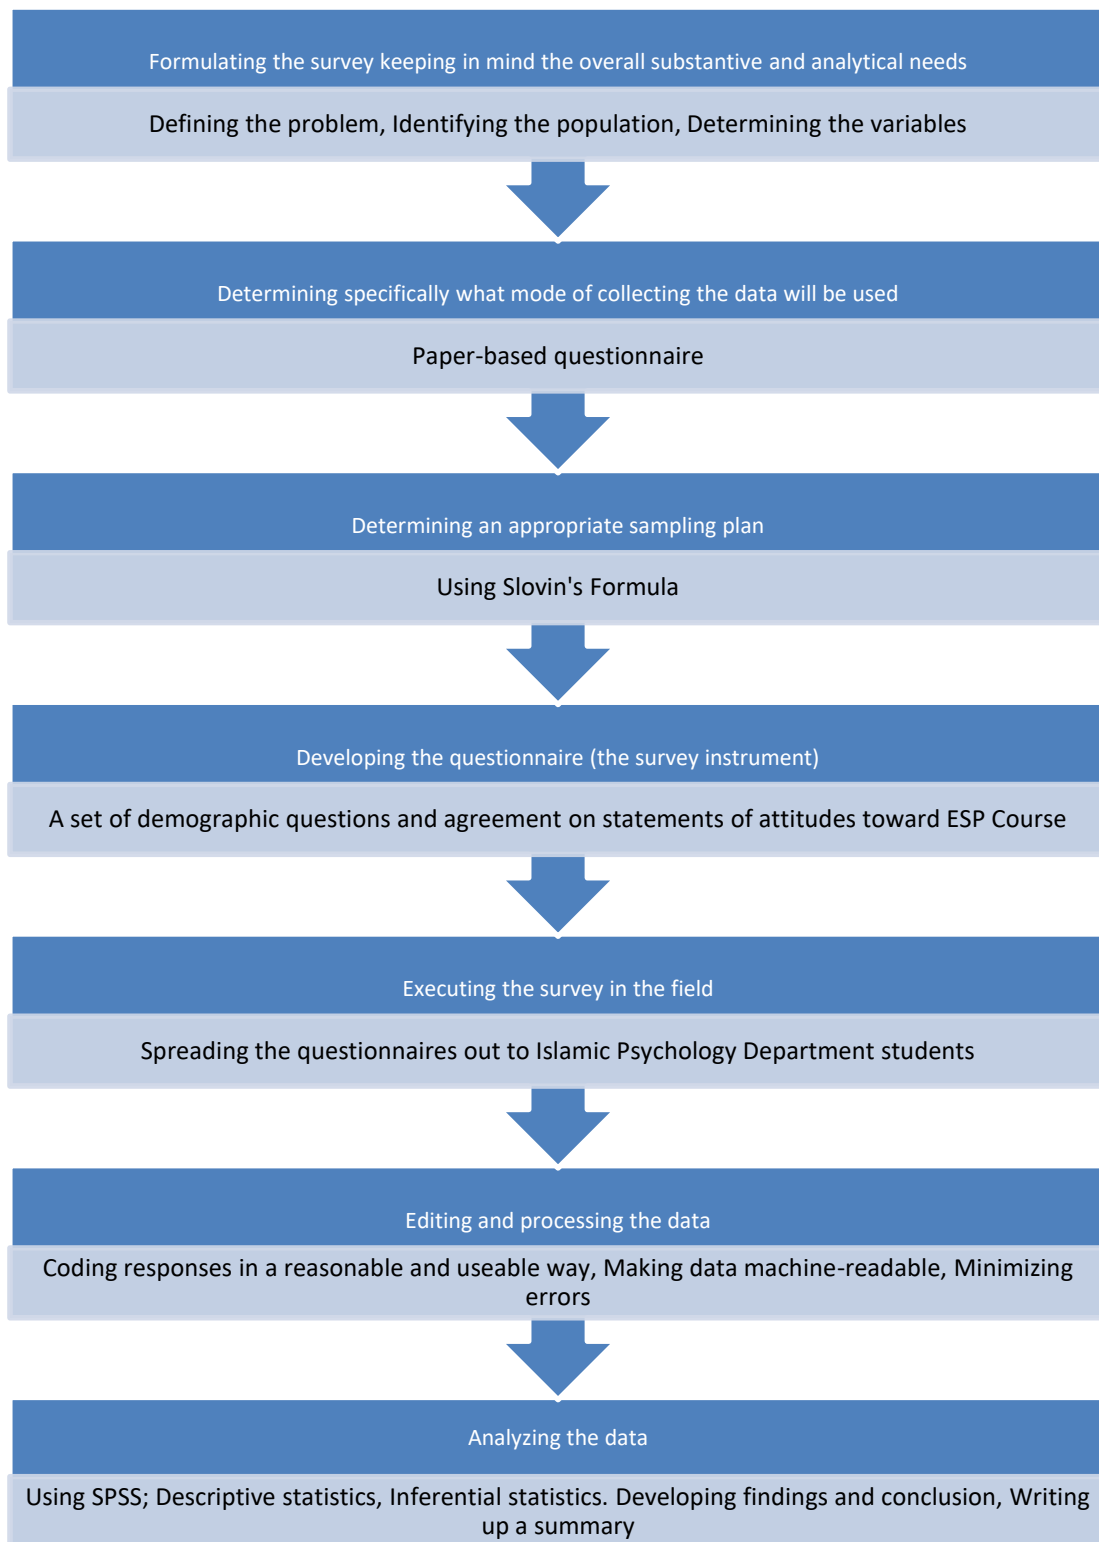 Formulating the survey keeping in mind the overall substantive and analytical needs
Defining the problem, Identifying the population, Determining the variables
Determining specifically what mode of collecting the data will be used
Paper-based questionnaire
Determining an appropriate sampling plan
Using Slovin's Formula
Developing the questionnaire (the survey instrument)
A set of demographic questions and agreement on statements of attitudes toward ESP Course
Executing the survey in the field
Spreading the questionnaires out to Islamic Psychology Department students
Editing and processing the data
Coding responses in a reasonable and useable way, Making data machine-readable, Minimizing
errors
Analyzing the data
Using SPSS; Descriptive statistics, Inferential statistics. Developing findings and conclusion, Writing
up a summary